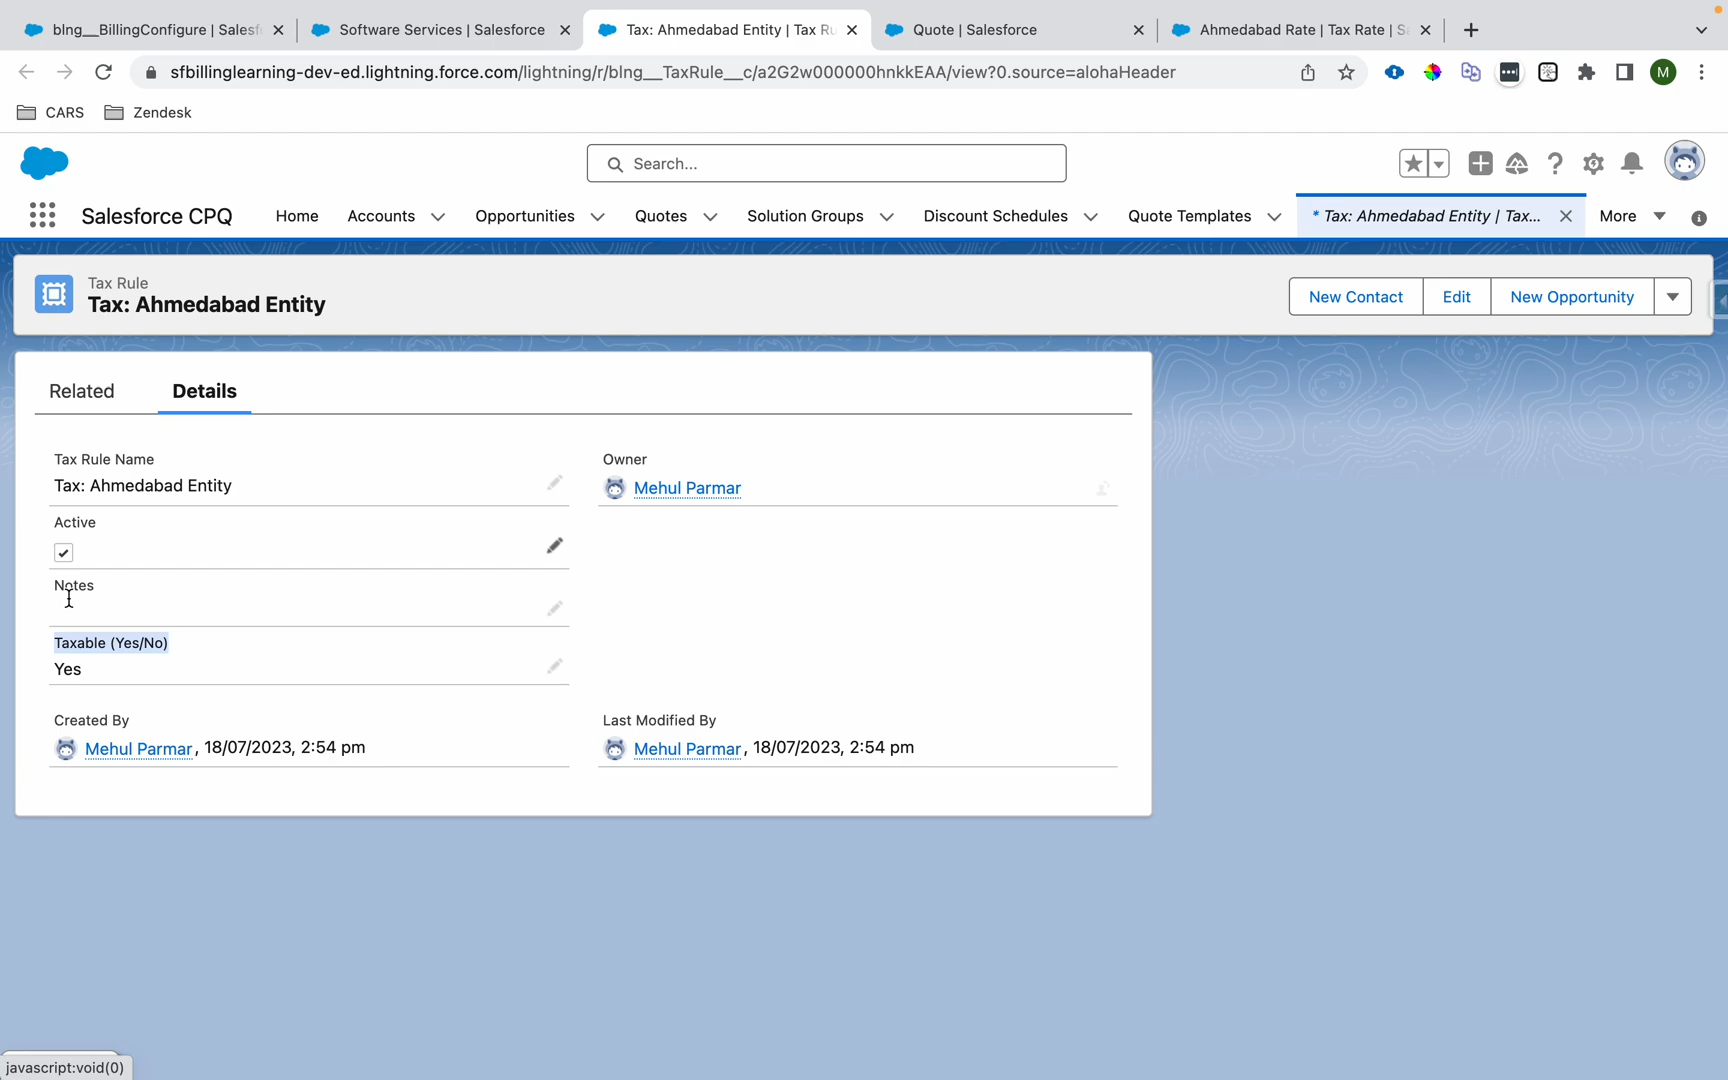 blng__BillingConfigure | Salesf
Software Services | Salesforce
Tax: Ahmedabad Entity | Tax Ru
Quote | Salesforce
Ahmedabad Rate | Tax Rate | Sa
sfbillinglearning-dev-ed.lightning.force.com/lightning/r/blng__TaxRule__c/a2G2w000000hnkkEAA/view?0.source=alohaHeader
M
CARS
Zendesk
Search...
Salesforce CPQ
Home
Accounts
Opportunities
Quotes
Solution Groups
Discount Schedules
Quote Templates
* Tax: Ahmedabad Entity | Tax...
More
Tax Rule
Tax: Ahmedabad Entity
New Contact
Edit
New Opportunity
Related
Details
Tax Rule Name
Tax: Ahmedabad Entity
Owner
Mehul Parmar
Active
Notes
Taxable (Yes/No)
Yes
Created By
Mehul Parmar, 18/07/2023, 2:54 pm
Last Modified By
Mehul Parmar, 18/07/2023, 2:54 pm
javascript:void(0)